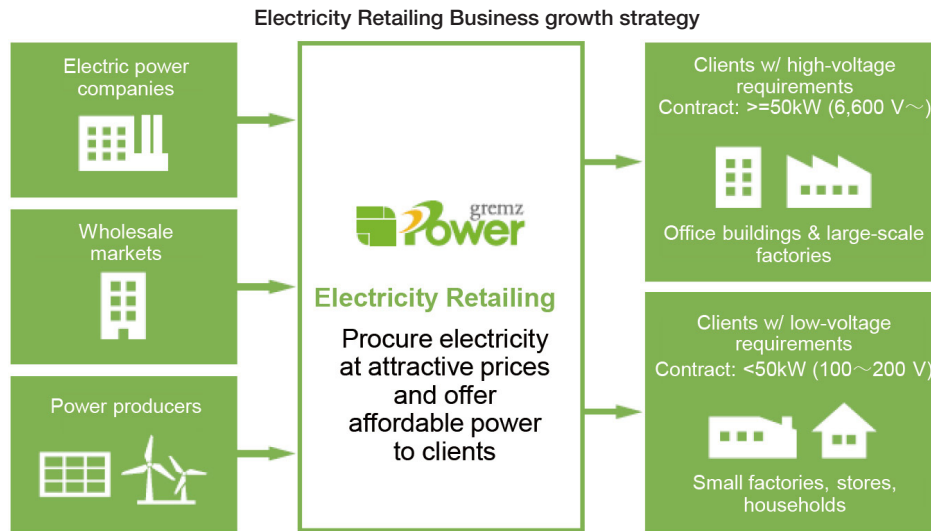 Electricity Retailing Business growth strategy
Electric power
companies
Wholesale
markets
Power producers
gremz
Power
Electricity Retailing
Procure electricity
at attractive prices
and offer
affordable power
to clients
Clients w/ high-voltage
requirements
Contract: >=50kW (6,600 V～)
Office buildings & large-scale
factories
Clients w/ low-voltage
requirements
Contract: <50kW (100～200 V)
Small factories, stores,
households